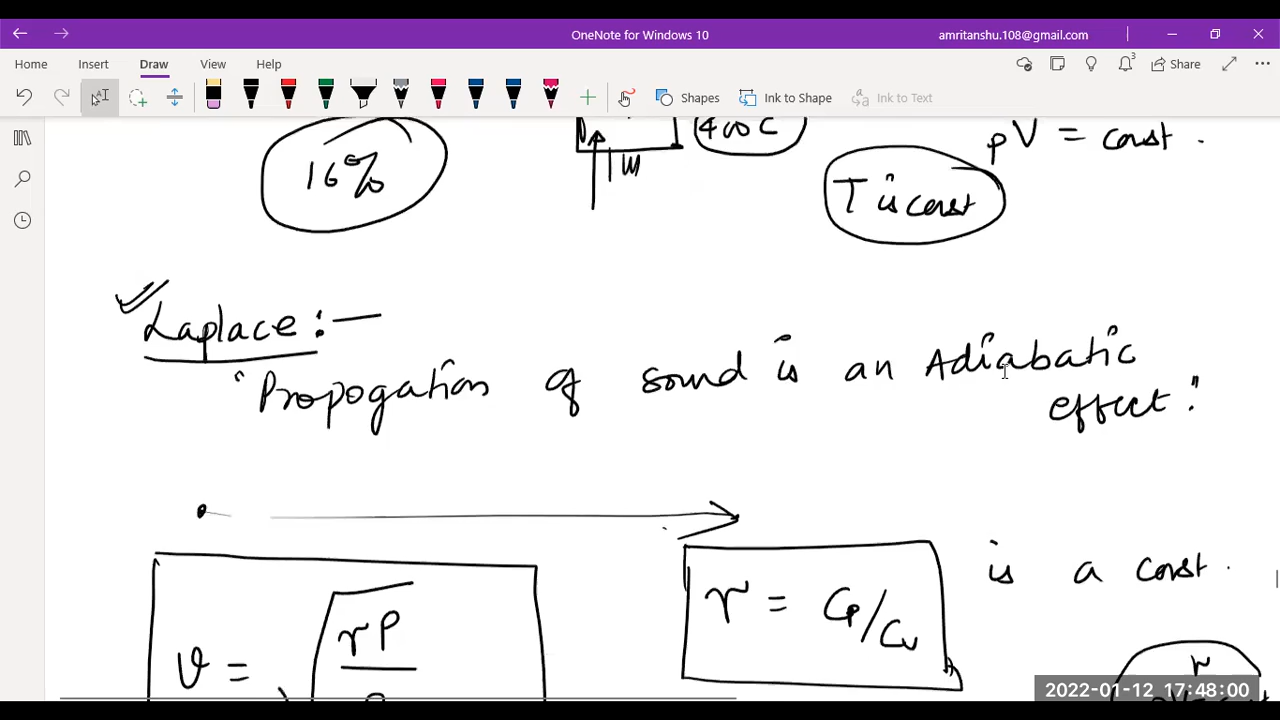 OneNote for Windows 10
amritanshu.108@gmail.com
Home Insert Draw View Help
Share
Shapes Ink to Shape Ink to Text
16%
1m
400 C
pV = const.
T is const
Laplace :—
"Propogation of sound is an Adiabatic
effect."
γ = Cp/Cv is a const.
v = √γP
2022-01-12 17:48:00